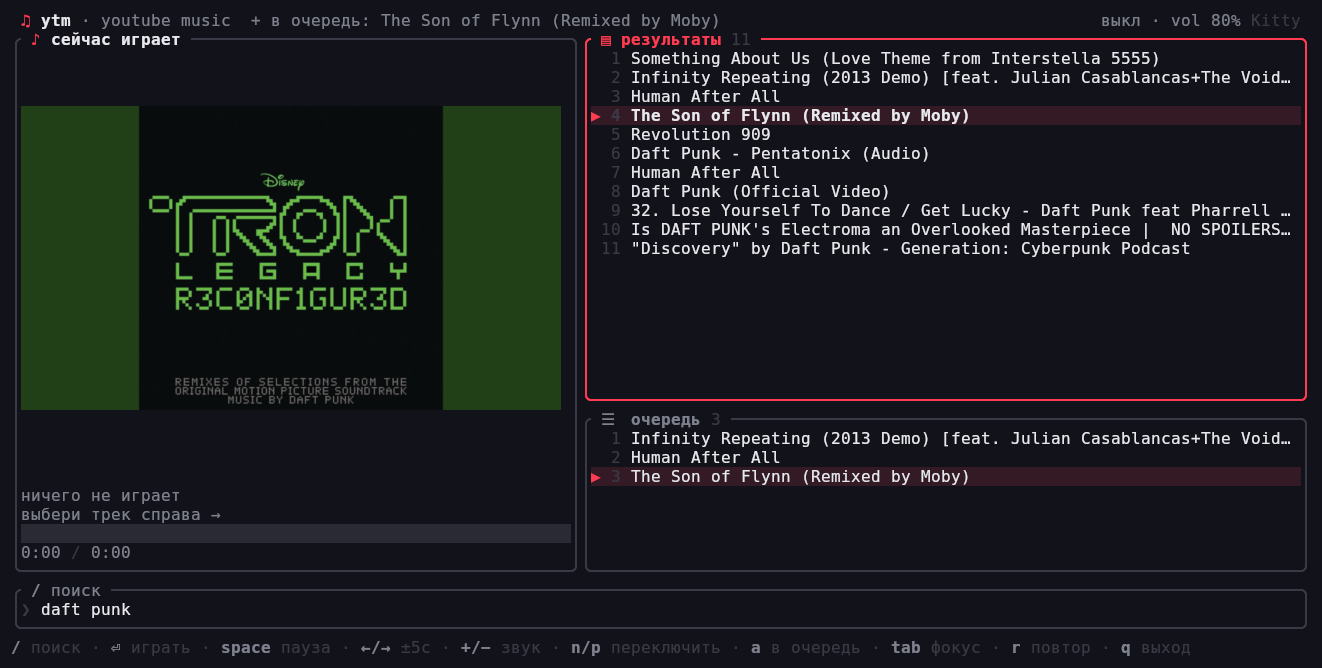 ♫ ytm · youtube music + в очередь: The Son of Flynn (Remixed by Moby)
выкл · vol 80% Kitty
♪ сейчас играет
Disney
TRON
LEGACY
R3C0NF1GUR3D
REMIXES OF SELECTIONS FROM THE
ORIGINAL MOTION PICTURE SOUNDTRACK
MUSIC BY DAFT PUNK
ничего не играет
выбери трек справа →
0:00 / 0:00
▤ результаты 11
1 Something About Us (Love Theme from Interstella 5555)
2 Infinity Repeating (2013 Demo) [feat. Julian Casablancas+The Void…
3 Human After All
▶ 4 The Son of Flynn (Remixed by Moby)
5 Revolution 909
6 Daft Punk - Pentatonix (Audio)
7 Human After All
8 Daft Punk (Official Video)
9 32. Lose Yourself To Dance / Get Lucky - Daft Punk feat Pharrell …
10 Is DAFT PUNK's Electroma an Overlooked Masterpiece | NO SPOILERS…
11 "Discovery" by Daft Punk - Generation: Cyberpunk Podcast
☰ очередь 3
1 Infinity Repeating (2013 Demo) [feat. Julian Casablancas+The Void…
2 Human After All
▶ 3 The Son of Flynn (Remixed by Moby)
/ поиск
❯ daft punk
/ поиск · ⏎ играть · space пауза · ←/→ ±5с · +/− звук · n/p переключить · a в очередь · tab фокус · r повтор · q выход